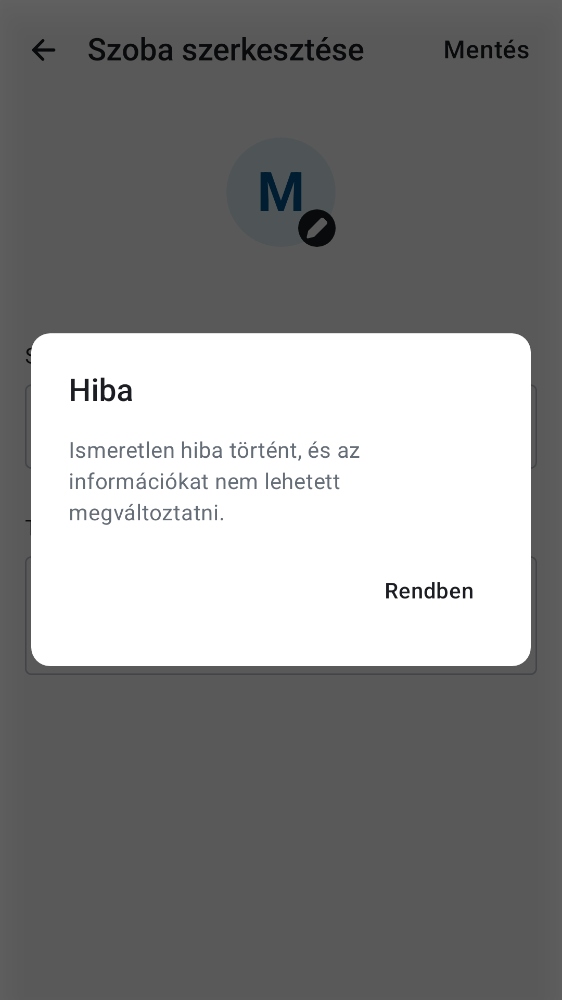 Szoba szerkesztése
Mentés
M
Hiba
Ismeretlen hiba történt, és az
információkat nem lehetett
megváltoztatni.
Rendben